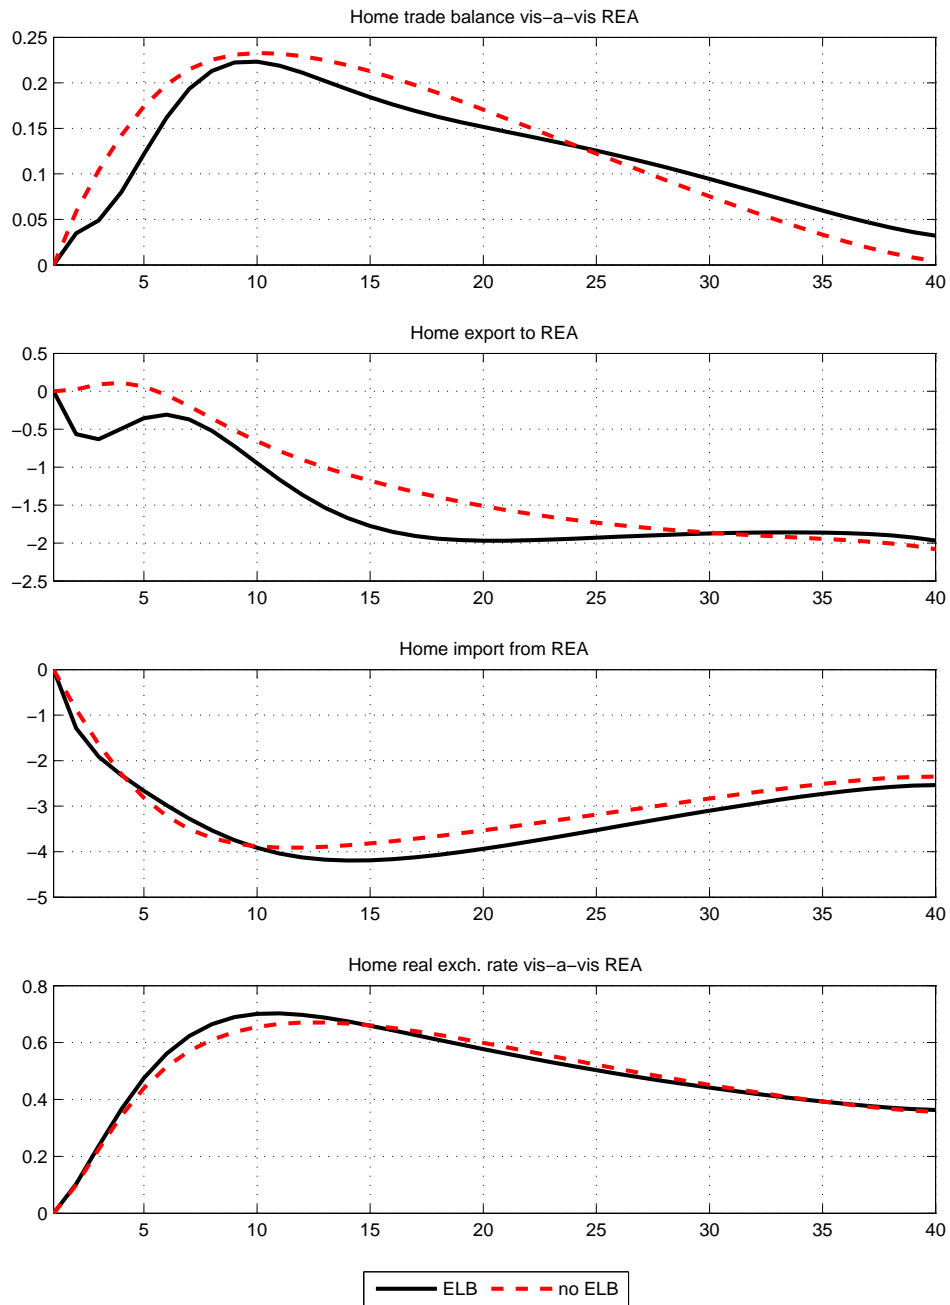 Home trade balance vis−a−vis REA
0.25
0.2
0.15
0.1
0.05
0
5 10 15 20 25 30 35 40
Home export to REA
0.5
0
−0.5
−1
−1.5
−2
−2.5
5 10 15 20 25 30 35 40
Home import from REA
0
−1
−2
−3
−4
−5
5 10 15 20 25 30 35 40
Home real exch. rate vis−a−vis REA
0.8
0.6
0.4
0.2
0
5 10 15 20 25 30 35 40
ELB no ELB